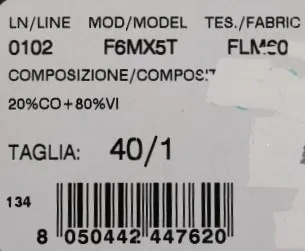 LN/LINE MOD/MODEL TES./FABRIC
0102 F6MX5T
COMPOSIZIONE/
20%CO+80%VI
TAGLIA: 40/1
134
8 050442 447620